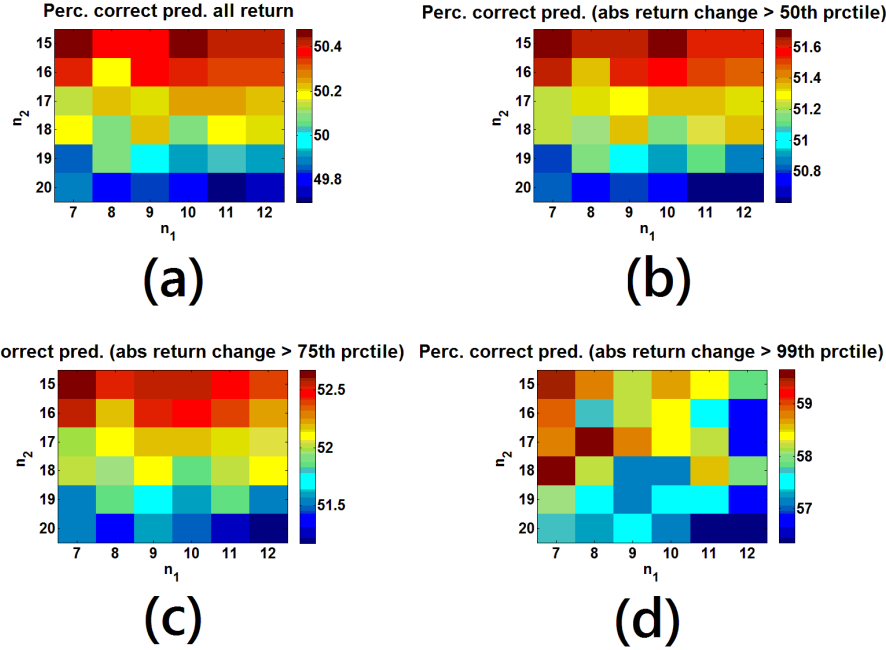 Perc. correct pred. all return
15
16
17
18
19
20
n2
7 8 9 10 11 12
n1
50.4
50.2
50
49.8
(a)
Perc. correct pred. (abs return change > 50th prctile)
15
16
17
18
19
20
n2
7 8 9 10 11 12
n1
51.6
51.4
51.2
51
50.8
(b)
orrect pred. (abs return change > 75th prctile)
15
16
17
18
19
20
n2
7 8 9 10 11 12
n1
52.5
52
51.5
(c)
Perc. correct pred. (abs return change > 99th prctile)
15
16
17
18
19
20
n2
7 8 9 10 11 12
n1
59
58
57
(d)